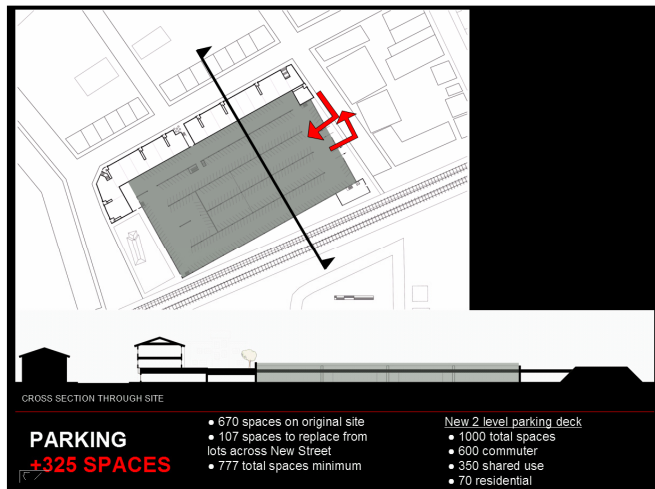 CROSS SECTION THROUGH SITE
PARKING
+325 SPACES
● 670 spaces on original site
● 107 spaces to replace from
lots across New Street
● 777 total spaces minimum
New 2 level parking deck
● 1000 total spaces
● 600 commuter
● 350 shared use
● 70 residential